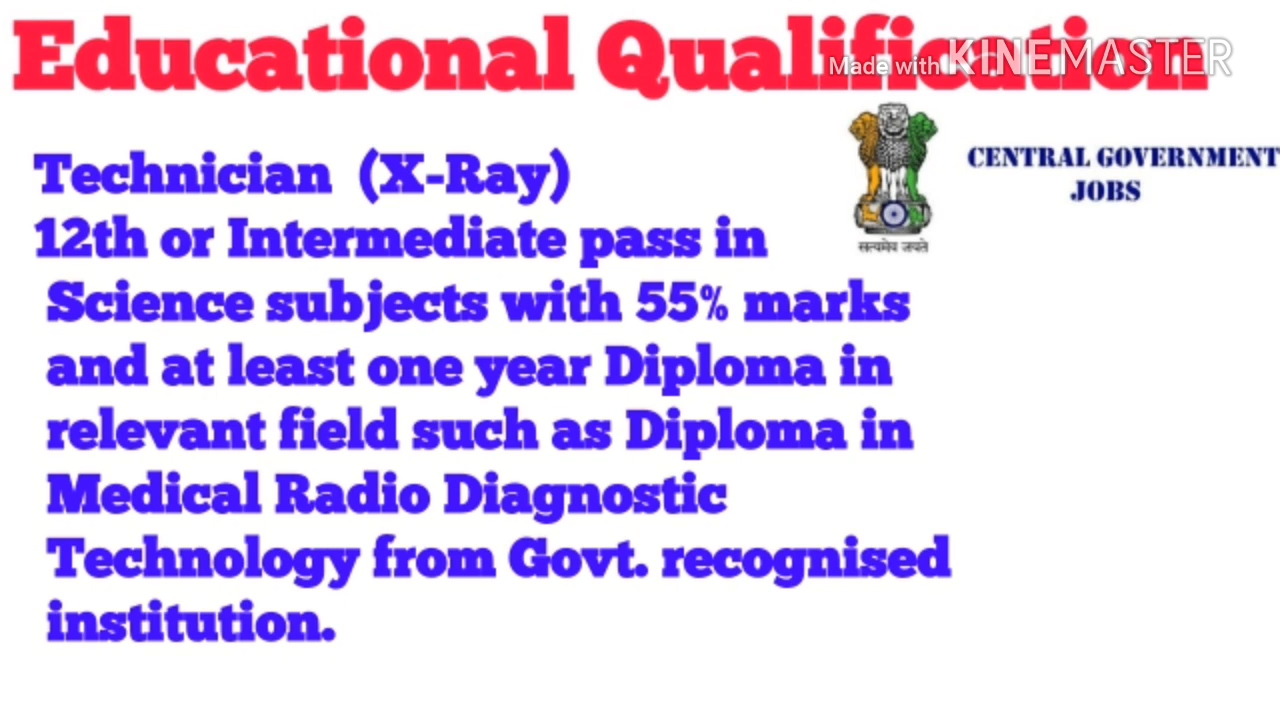 Educational Qualification
Made with KINEMASTER
Technician (X-Ray)
12th or Intermediate pass in
Science subjects with 55% marks
and at least one year Diploma in
relevant field such as Diploma in
Medical Radio Diagnostic
Technology from Govt. recognised
institution.
सत्यमेव जयते
CENTRAL GOVERNMENT
JOBS